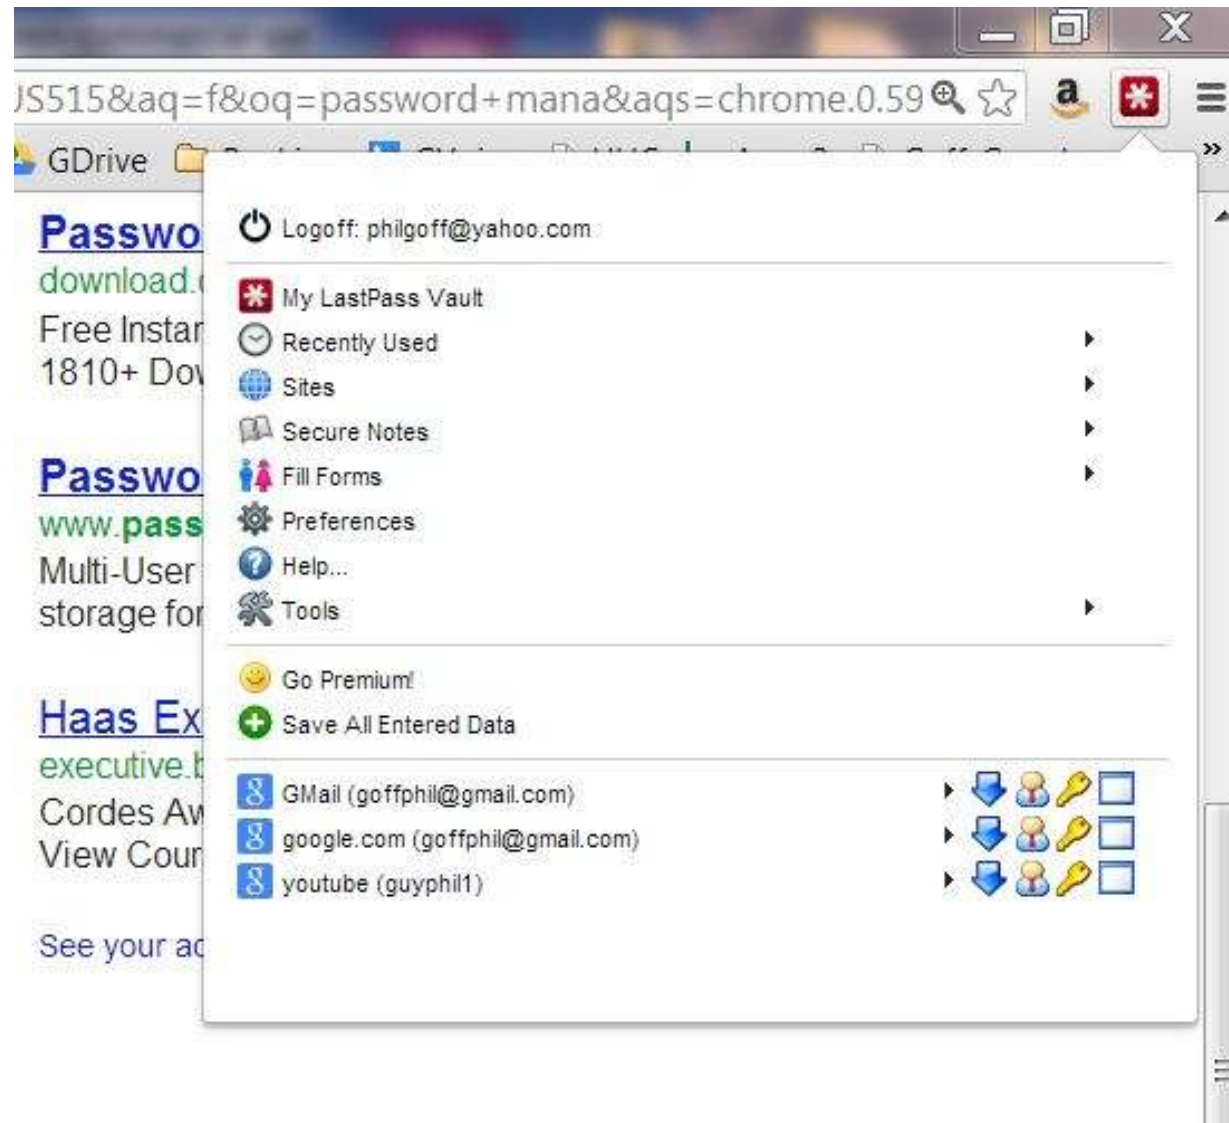 JS515&aq=f&oq=password+mana&aqs=chrome.0.59
GDrive
Logoff: philgoff@yahoo.com
My LastPass Vault
Recently Used
Sites
Secure Notes
Fill Forms
Preferences
Help...
Tools
Go Premium!
Save All Entered Data
GMail (goffphil@gmail.com)
google.com (goffphil@gmail.com)
youtube (guyphil1)
Passwo
download.
Free Instar
1810+ Dov
Passwo
www.pass
Multi-User
storage for
Haas Ex
executive.b
Cordes Aw
View Cour
See your ac